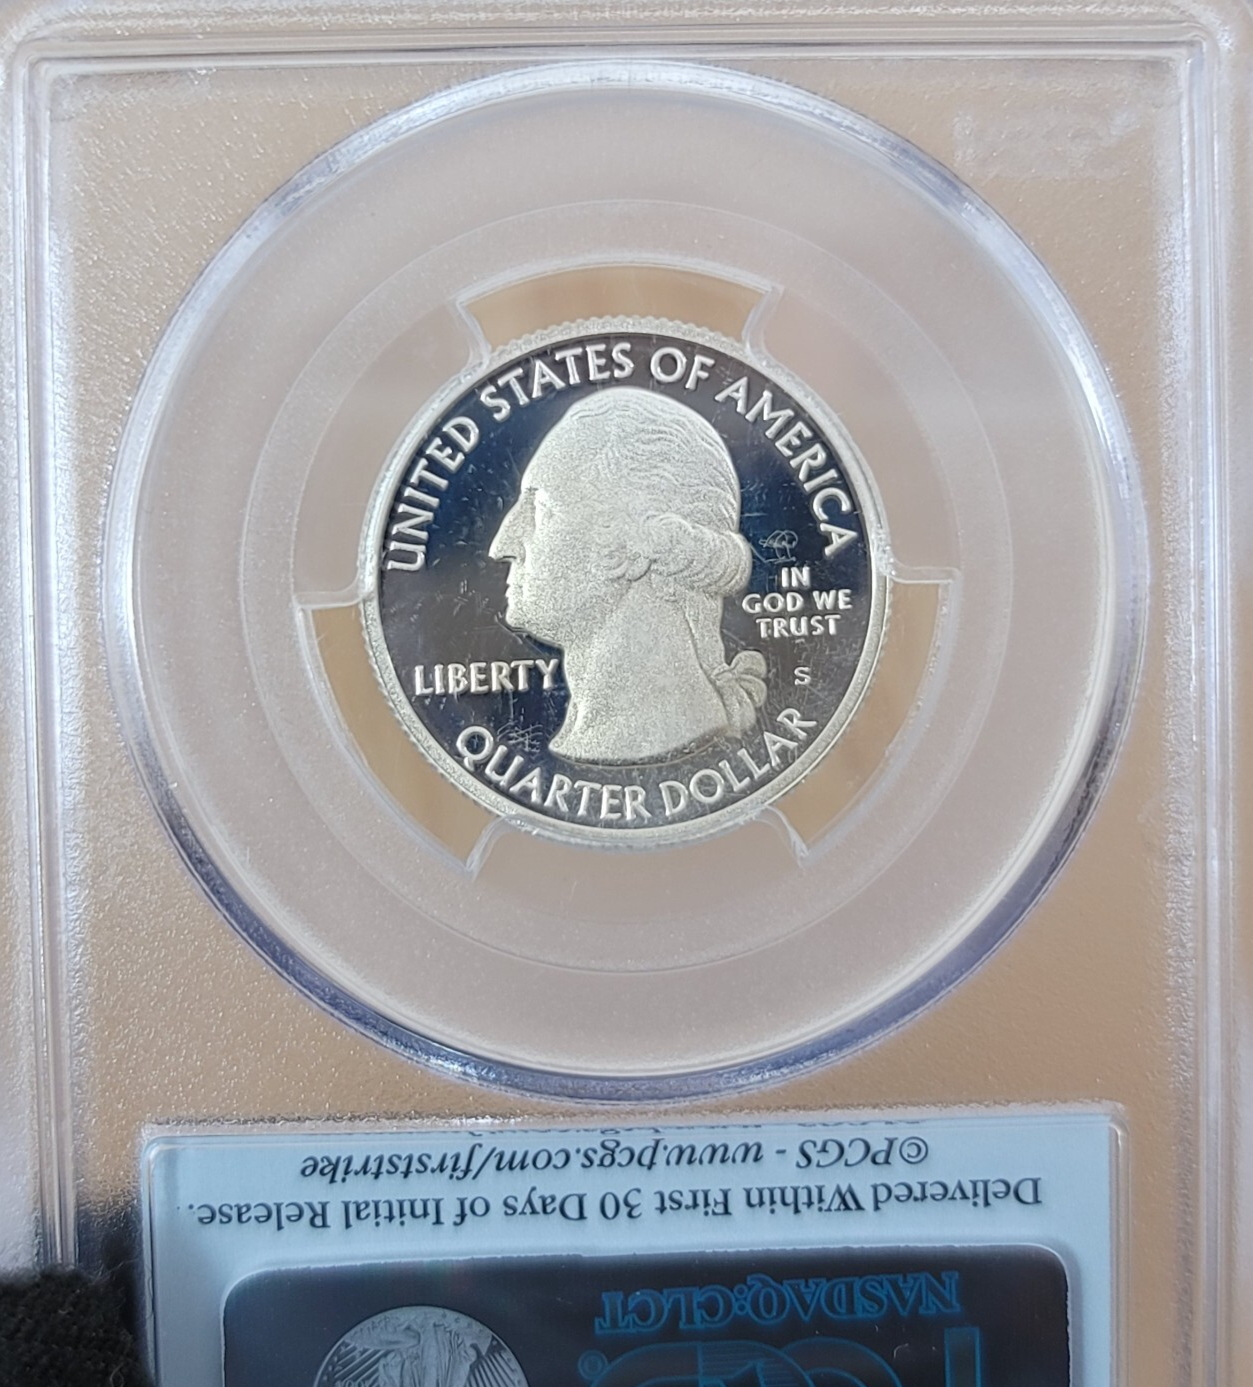 UNITED STATES OF AMERICA
IN
GOD WE
TRUST
LIBERTY
S
QUARTER DOLLAR
Delivered Within First 30 Days of Initial Release.
©PCGS - www.pcgs.com/firststrike
NASDAQ:CLCT